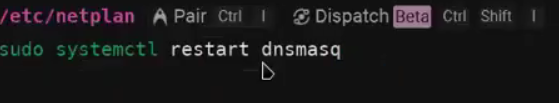 /etc/netplan Pair Ctrl I Dispatch Beta Ctrl Shift I
sudo systemctl restart dnsmasq